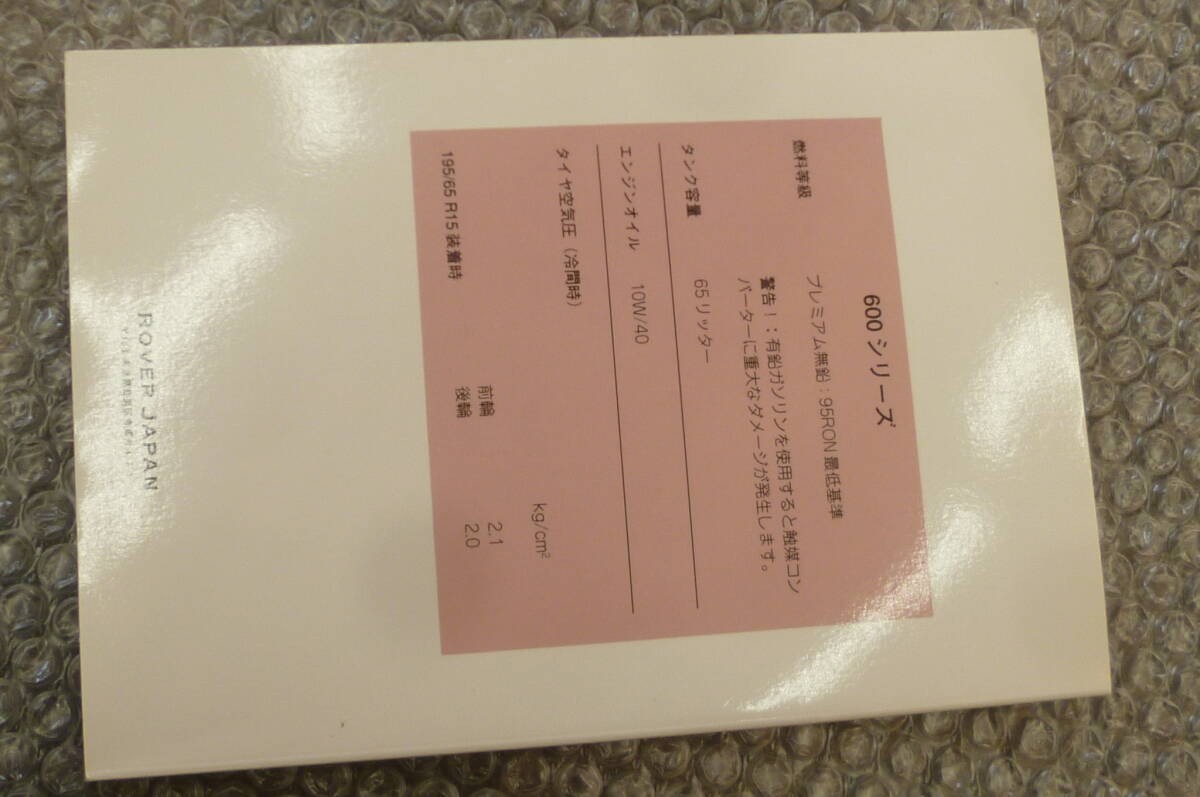 600 シリーズ
燃料等級 プレミアム無鉛：95RON 最低基準
警告！：有鉛ガソリンを使用すると触媒コン
バーターに重大なダメージが発生します。
タンク容量 65リッター
エンジンオイル 10W/40
タイヤ空気圧（冷間時） kg/cm²
195/65 R15 装着時 前輪 2.1
後輪 2.0
ROVER JAPAN